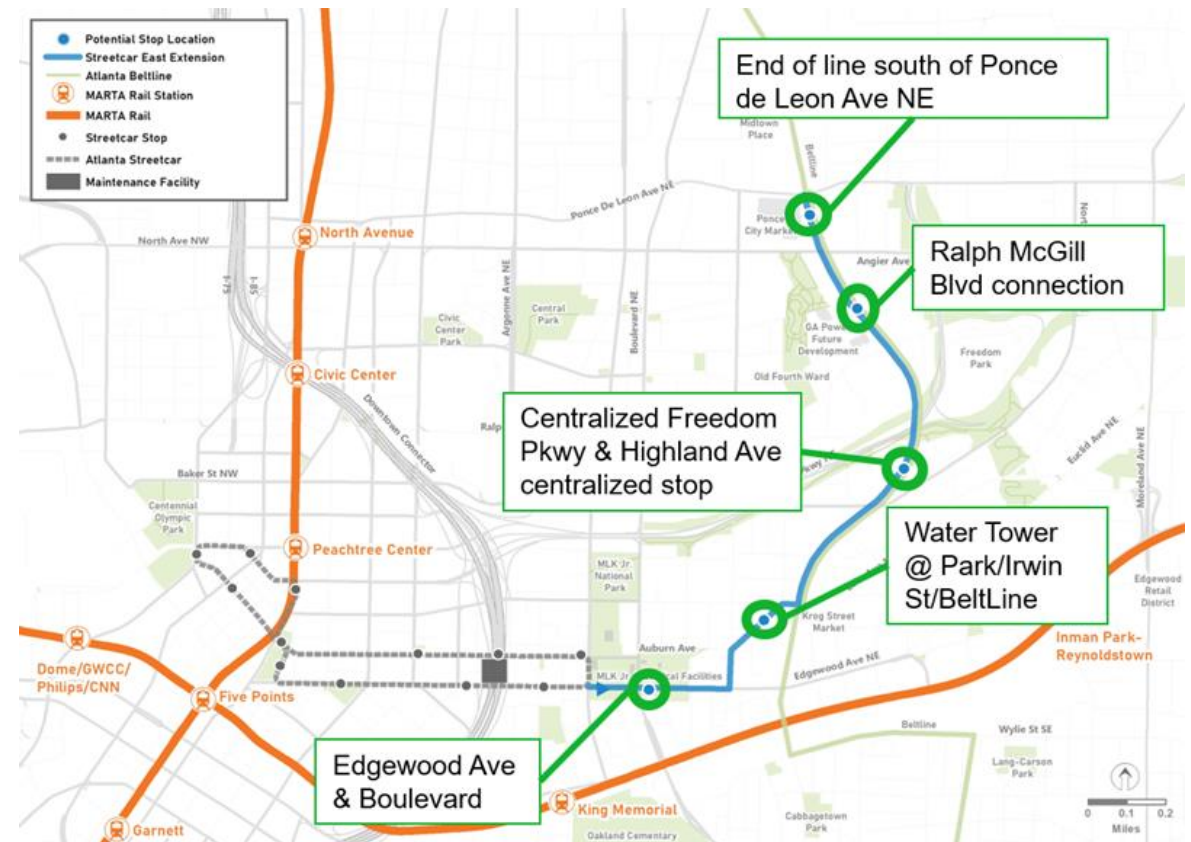 Potential Stop Location
Streetcar East Extension
Atlanta Beltline
MARTA Rail Station
MARTA Rail
Streetcar Stop
Atlanta Streetcar
Maintenance Facility
End of line south of Ponce
de Leon Ave NE
Midtown
Place
Beltline
Ponce De Leon Ave NE
Ponce
City Market
North Avenue
North Ave NW
I-75
I-85
Argonne Ave NE
Boulevard NE
Central
Park
Civic
Center
Park
Angier Ave
Ralph McGill
Blvd connection
GA Power
Future
Development
Freedom
Park
Old Fourth Ward
Civic Center
Downtown Connector
Centralized Freedom
Pkwy & Highland Ave
centralized stop
Pkwy
Euclid Ave NE
Moreland Ave NE
Baker St NW
Centennial
Olympic
Park
Water Tower
@ Park/Irwin
St/BeltLine
Peachtree Center
MLK Jr.
National
Park
Edgewood
Retail
District
Krog Street
Market
Inman Park-
Reynoldstown
Auburn Ave
Edgewood Ave NE
Dome/GWCC/
Philips/CNN
Five Points
Beltline
Wylie St SE
Lang-Carson
Park
Edgewood Ave
& Boulevard
King Memorial
Cabbagetown
Park
Oakland Cementary
Garnett
0 0.1 0.2
Miles